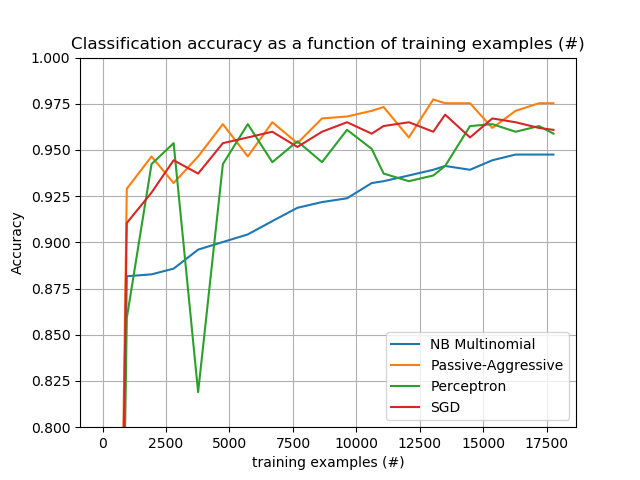 Classification accuracy as a function of training examples (#)
1.000
0.975
0.950
0.925
0.900
0.875
0.850
0.825
0.800
Accuracy
NB Multinomial
Passive-Aggressive
Perceptron
SGD
0 2500 5000 7500 10000 12500 15000 17500
training examples (#)